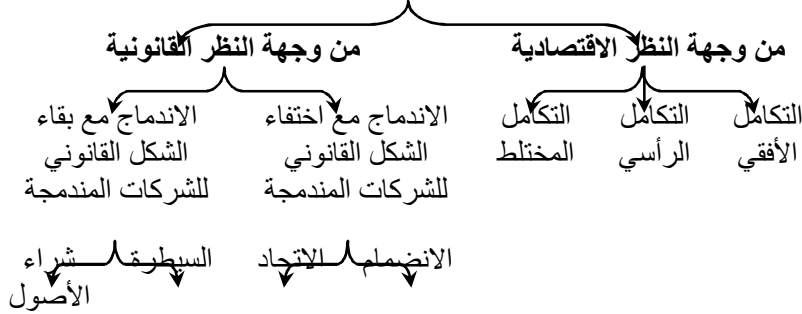 من وجهة النظر الاقتصادية
من وجهة النظر القانونية
التكامل
الأفقي
التكامل
الرأسي
التكامل
المختلط
الاندماج مع اختفاء
الشكل القانوني
للشركات المندمجة
الاندماج مع بقاء
الشكل القانوني
للشركات المندمجة
الانضمام
الاتحاد
السيطرة
شراء
الأصول